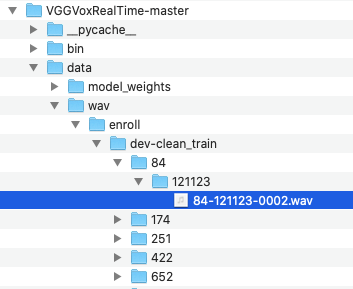 VGGVoxRealTime-master
__pycache__
bin
data
model_weights
wav
enroll
dev-clean_train
84
121123
84-121123-0002.wav
174
251
422
652